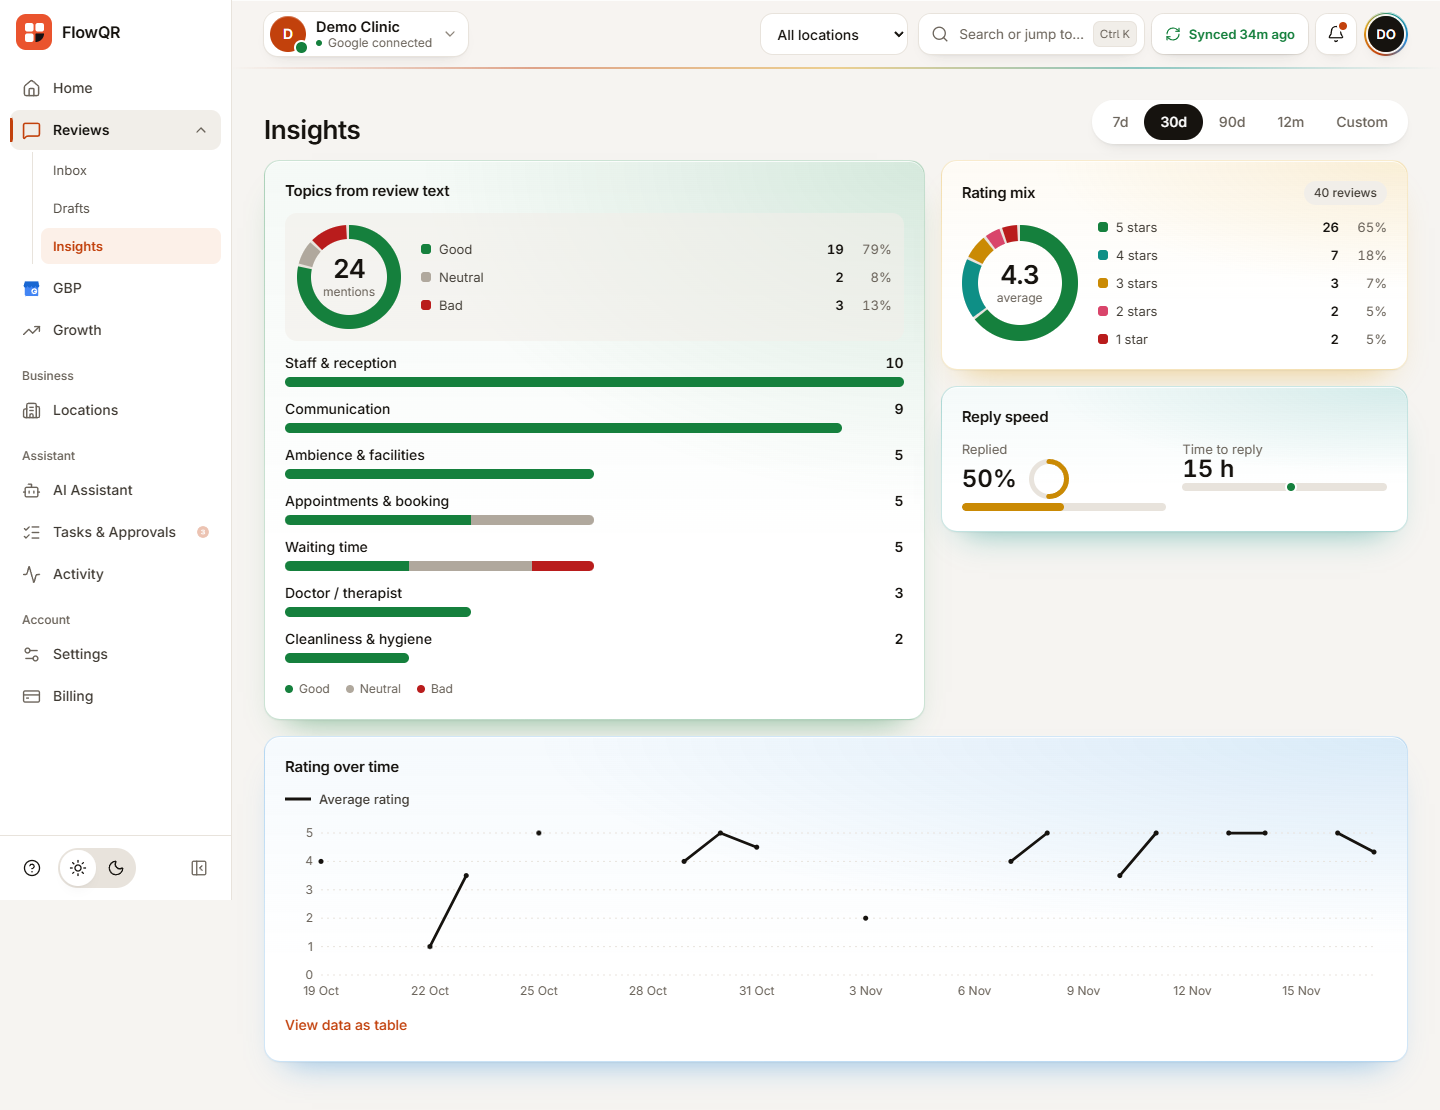 FlowQR
Demo Clinic
Google connected
All locations
Search or jump to...
Ctrl K
Synced 34m ago
DO
D
Home
Reviews
Inbox
Drafts
Insights
GBP
Growth
Business
Locations
Assistant
AI Assistant
Tasks & Approvals
Activity
Account
Settings
Billing
Insights
7d
30d
90d
12m
Custom
Topics from review text
24
mentions
Good 19 79%
Neutral 2 8%
Bad 3 13%
Staff & reception 10
Communication 9
Ambience & facilities 5
Appointments & booking 5
Waiting time 5
Doctor / therapist 3
Cleanliness & hygiene 2
Good Neutral Bad
Rating mix
40 reviews
4.3
average
5 stars 26 65%
4 stars 7 18%
3 stars 3 7%
2 stars 2 5%
1 star 2 5%
Reply speed
Replied
50%
Time to reply
15 h
Rating over time
Average rating
5
4
3
2
1
0
19 Oct 22 Oct 25 Oct 28 Oct 31 Oct 3 Nov 6 Nov 9 Nov 12 Nov 15 Nov
View data as table